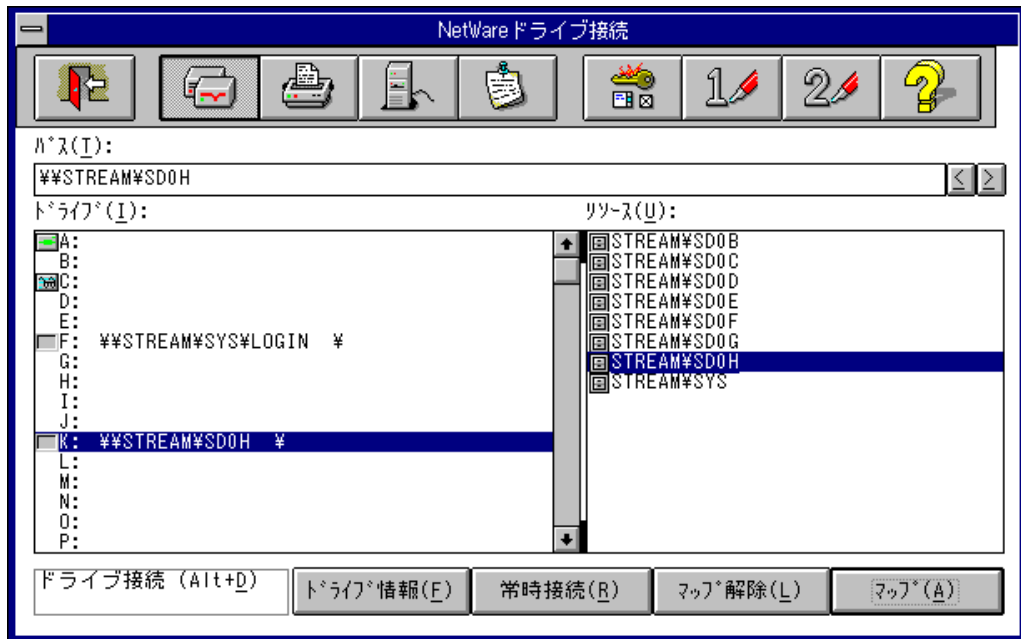 NetWareドライブ接続
1 2
ﾊﾟｽ(T):
¥¥STREAM¥SD0H
ﾄﾞﾗｲﾌﾞ(I):
ﾘｿｰｽ(U):
A:
B:
C:
D:
E:
F: ¥¥STREAM¥SYS¥LOGIN ¥
G:
H:
I:
J:
K: ¥¥STREAM¥SD0H ¥
L:
M:
N:
O:
P:
STREAM¥SD0B
STREAM¥SD0C
STREAM¥SD0D
STREAM¥SD0E
STREAM¥SD0F
STREAM¥SD0G
STREAM¥SD0H
STREAM¥SYS
ドライブ接続 (Alt+D)
ﾄﾞﾗｲﾌﾞ情報(F)
常時接続(R)
ﾏｯﾌﾟ解除(L)
ﾏｯﾌﾟ(A)